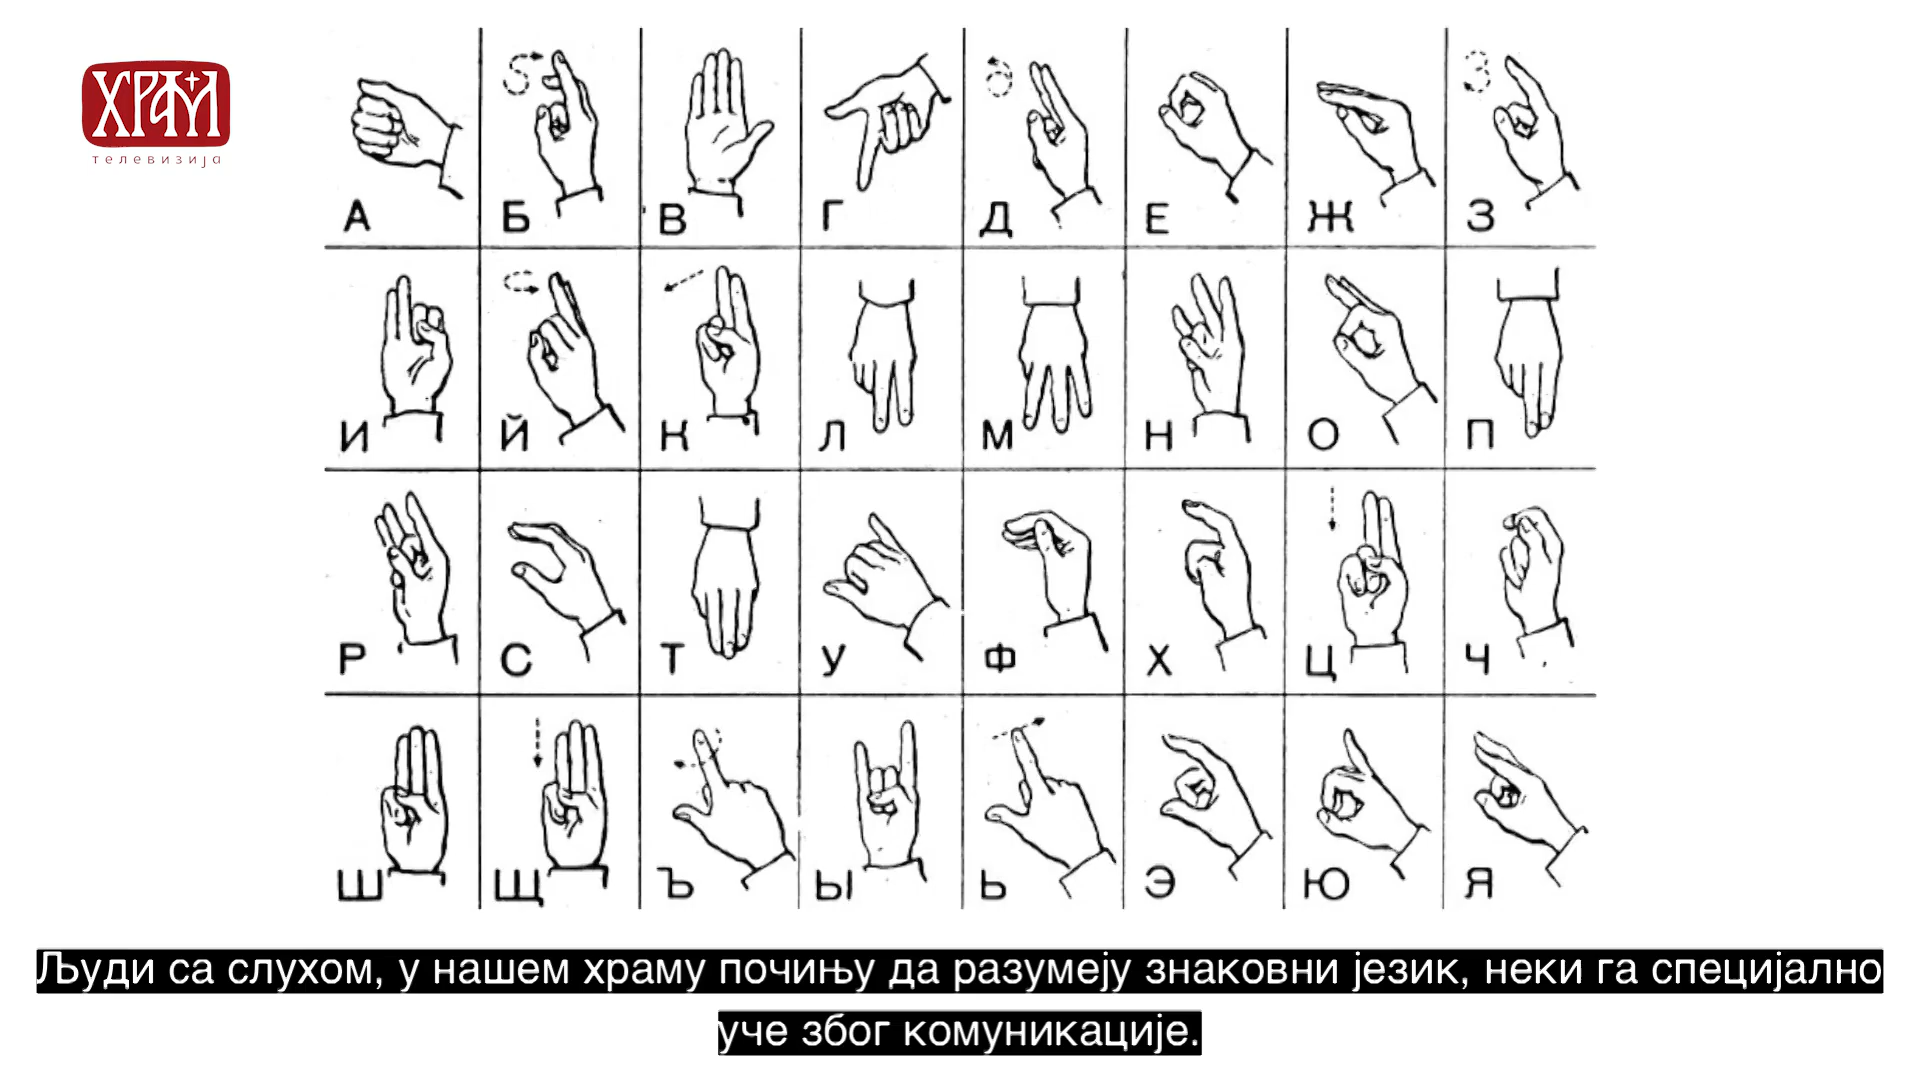 ХРАМ
телевизија
А Б В Г Д Е Ж З
И Й К Л М Н О П
Р С Т У Ф Х Ц Ч
Ш Щ Ъ Ы Ь Э Ю Я
Људи са слухом, у нашем храму почињу да разумеју знаковни језик, неки га специјално
уче због комуникације.